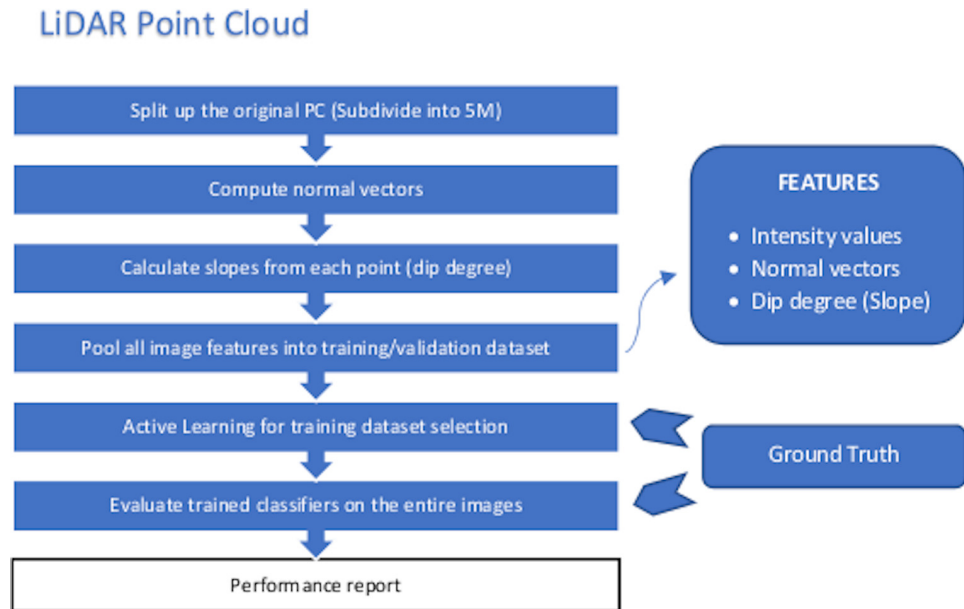 LiDAR Point Cloud
Split up the original PC (Subdivide into 5M)
Compute normal vectors
Calculate slopes from each point (dip degree)
Pool all image features into training/validation dataset
Active Learning for training dataset selection
Evaluate trained classifiers on the entire images
Performance report
FEATURES
• Intensity values
• Normal vectors
• Dip degree (Slope)
Ground Truth